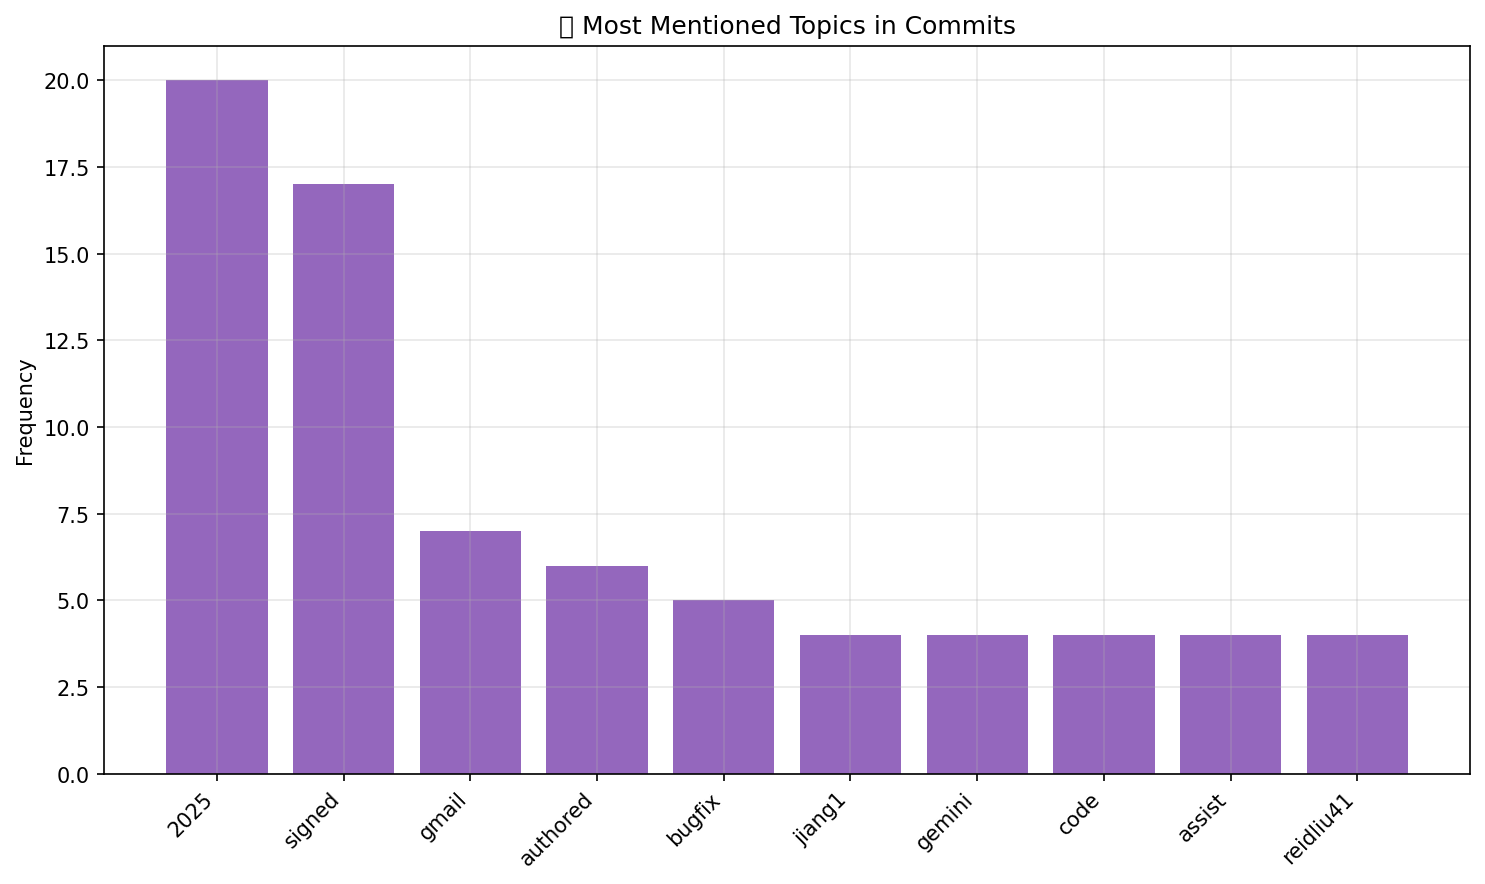 Most Mentioned Topics in Commits
Frequency
20.0
17.5
15.0
12.5
10.0
7.5
5.0
2.5
0.0
2025
signed
gmail
authored
bugfix
jiang1
gemini
code
assist
reidliu41